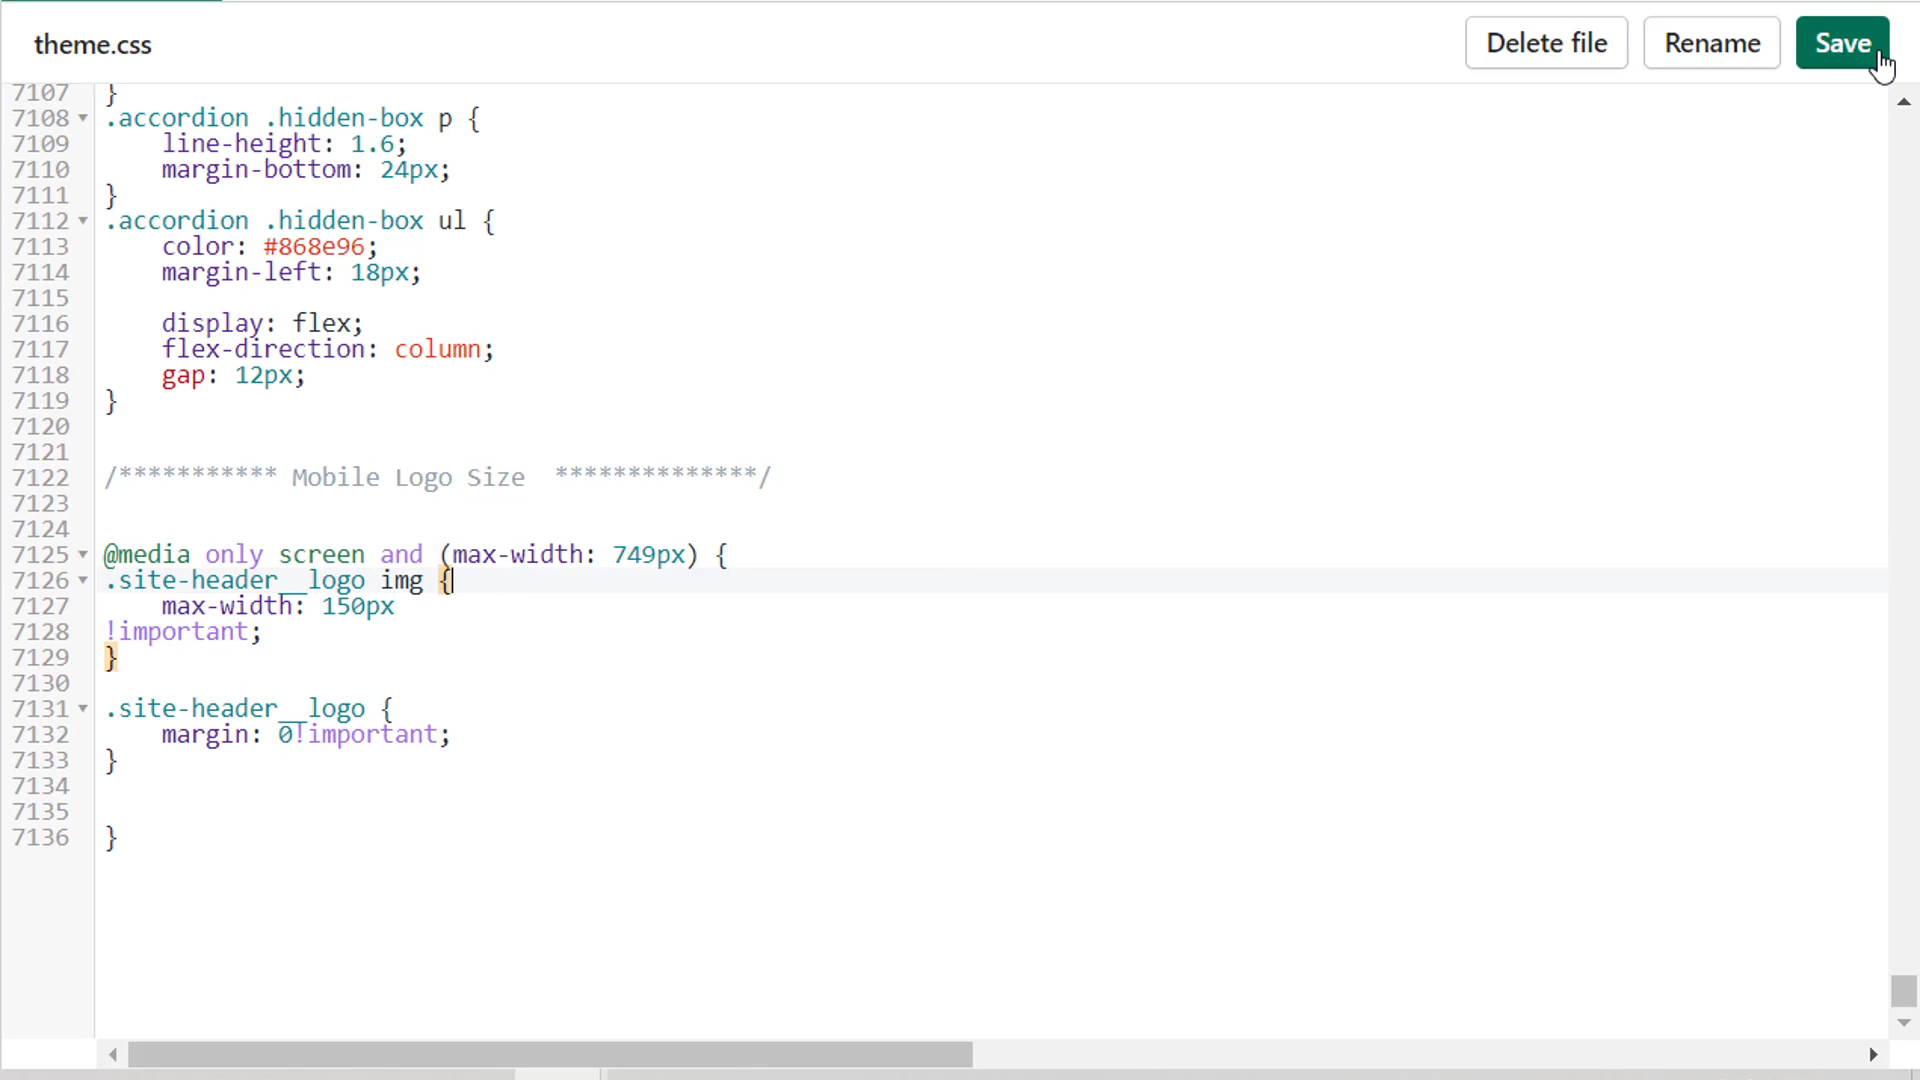 theme.css
Delete file
Rename
Save
7107 }
7108 .accordion .hidden-box p {
7109     line-height: 1.6;
7110     margin-bottom: 24px;
7111 }
7112 .accordion .hidden-box ul {
7113     color: #868e96;
7114     margin-left: 18px;
7115
7116     display: flex;
7117     flex-direction: column;
7118     gap: 12px;
7119 }
7120
7121
7122 /*********** Mobile Logo Size  **************/
7123
7124
7125 @media only screen and (max-width: 749px) {
7126 .site-header__logo img {
7127     max-width: 150px
7128 !important;
7129 }
7130
7131 .site-header__logo {
7132     margin: 0!important;
7133 }
7134
7135
7136 }